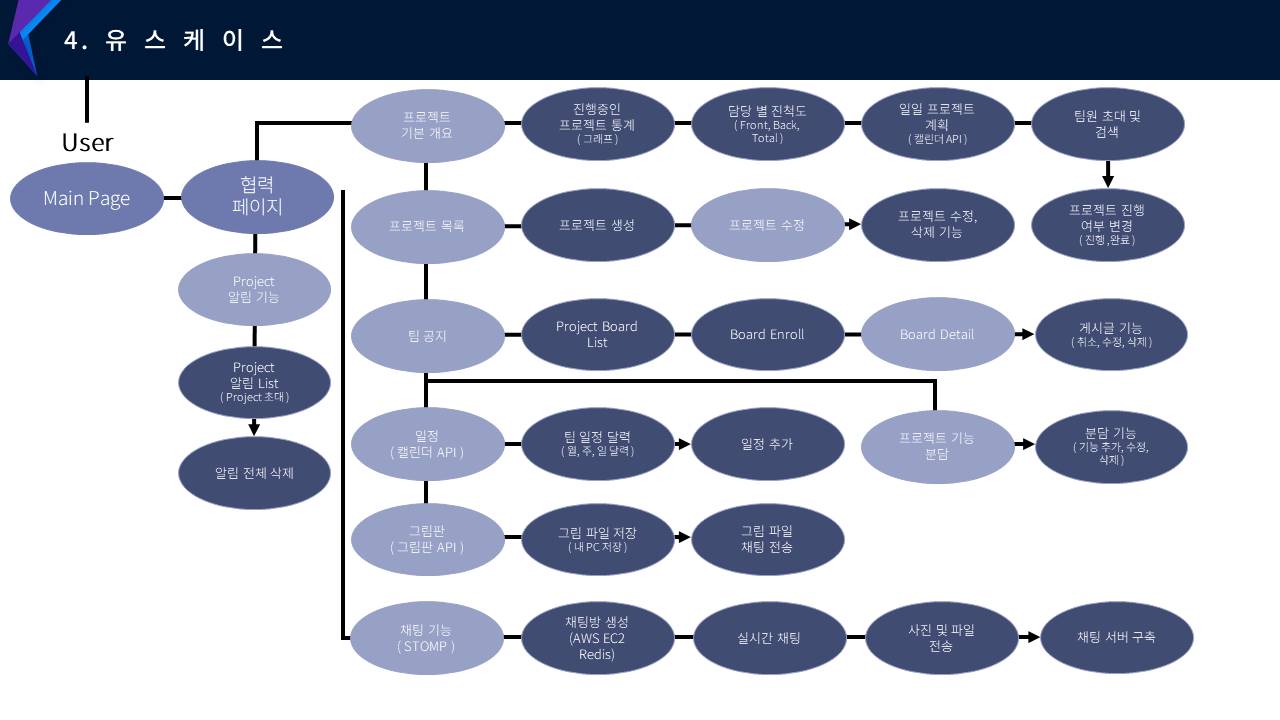 4. 유 스 케 이 스
User
Main Page
협력
페이지
Project
알림 기능
Project
알림 List
( Project 초대 )
알림 전체 삭제
프로젝트
기본 개요
진행중인
프로젝트 통계
( 그래프 )
담당 별 진척도
( Front, Back,
Total )
일일 프로젝트
계획
( 캘린더 API )
팀원 초대 및
검색
프로젝트 목록
프로젝트 생성
프로젝트 수정
프로젝트 수정,
삭제 기능
프로젝트 진행
여부 변경
( 진행 ,완료 )
팀 공지
Project Board
List
Board Enroll
Board Detail
게시글 기능
( 취소, 수정, 삭제 )
일정
( 캘린더 API )
팀 일정 달력
( 월, 주, 일 달력 )
일정 추가
프로젝트 기능
분담
분담 기능
( 기능 추가, 수정,
삭제 )
그림판
( 그림판 API )
그림 파일 저장
( 내 PC 저장 )
그림 파일
채팅 전송
채팅 기능
( STOMP )
채팅방 생성
(AWS EC2
Redis)
실시간 채팅
사진 및 파일
전송
채팅 서버 구축